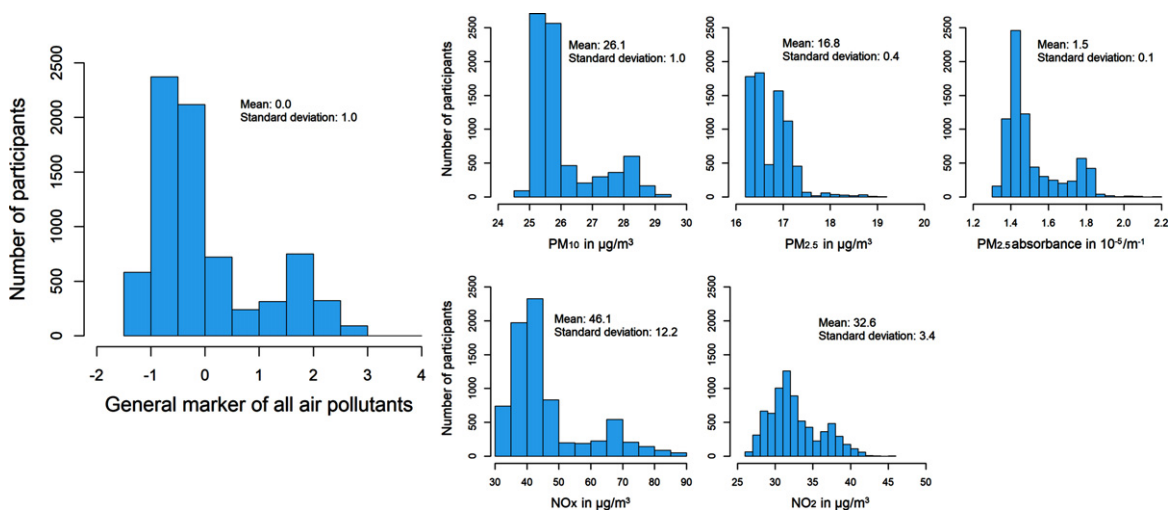 Number of participants
2500
2000
1500
1000
500
0
Mean: 0.0
Standard deviation: 1.0
-2 -1 0 1 2 3 4
General marker of all air pollutants
Number of participants
2500
2000
1500
1000
500
0
Mean: 26.1
Standard deviation: 1.0
24 25 26 27 28 29 30
PM10 in µg/m³
2500
2000
1500
1000
500
0
Mean: 16.8
Standard deviation: 0.4
16 17 18 19 20
PM2.5 in µg/m³
2500
2000
1500
1000
500
0
Mean: 1.5
Standard deviation: 0.1
1.2 1.4 1.6 1.8 2.0 2.2
PM2.5 absorbance in 10⁻⁵/m⁻¹
Number of participants
2500
2000
1500
1000
500
0
Mean: 46.1
Standard deviation: 12.2
30 40 50 60 70 80 90
NOx in µg/m³
2500
2000
1500
1000
500
0
Mean: 32.6
Standard deviation: 3.4
25 30 35 40 45 50
NO2 in µg/m³